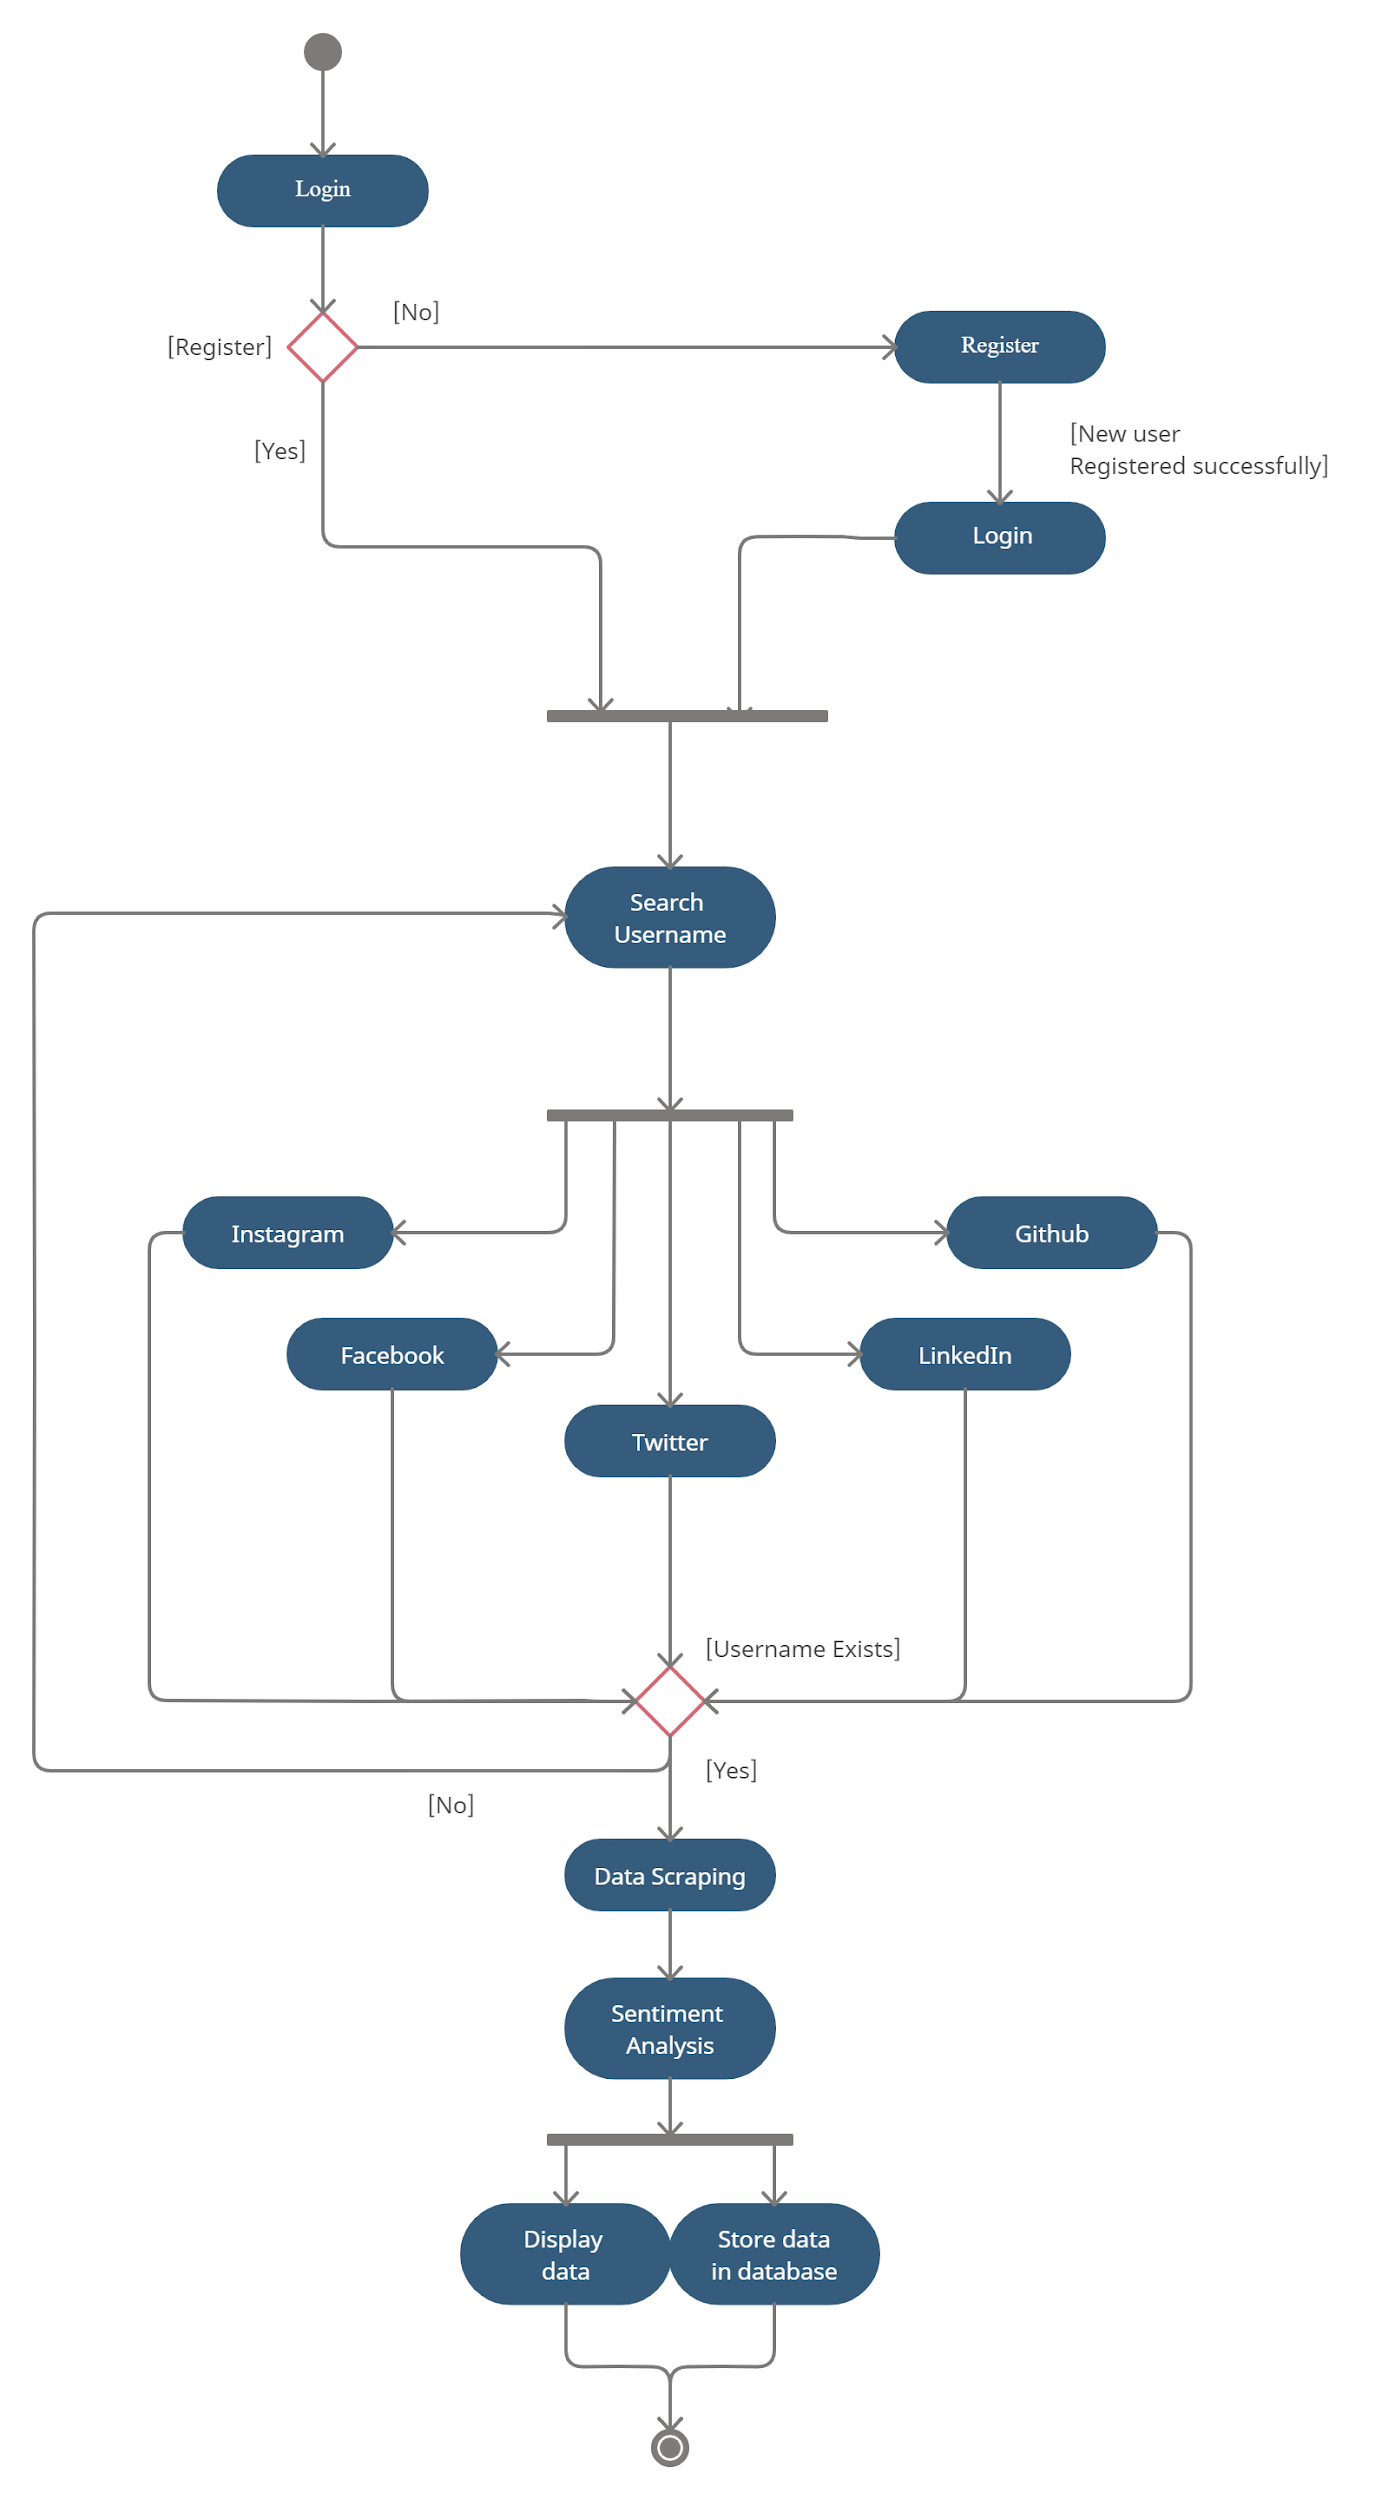 Login
[No]
[Register]
Register
[New user
Registered successfully]
[Yes]
Login
Search
Username
Instagram
Github
Facebook
LinkedIn
Twitter
[Username Exists]
[Yes]
[No]
Data Scraping
Sentiment
Analysis
Display
data
Store data
in database